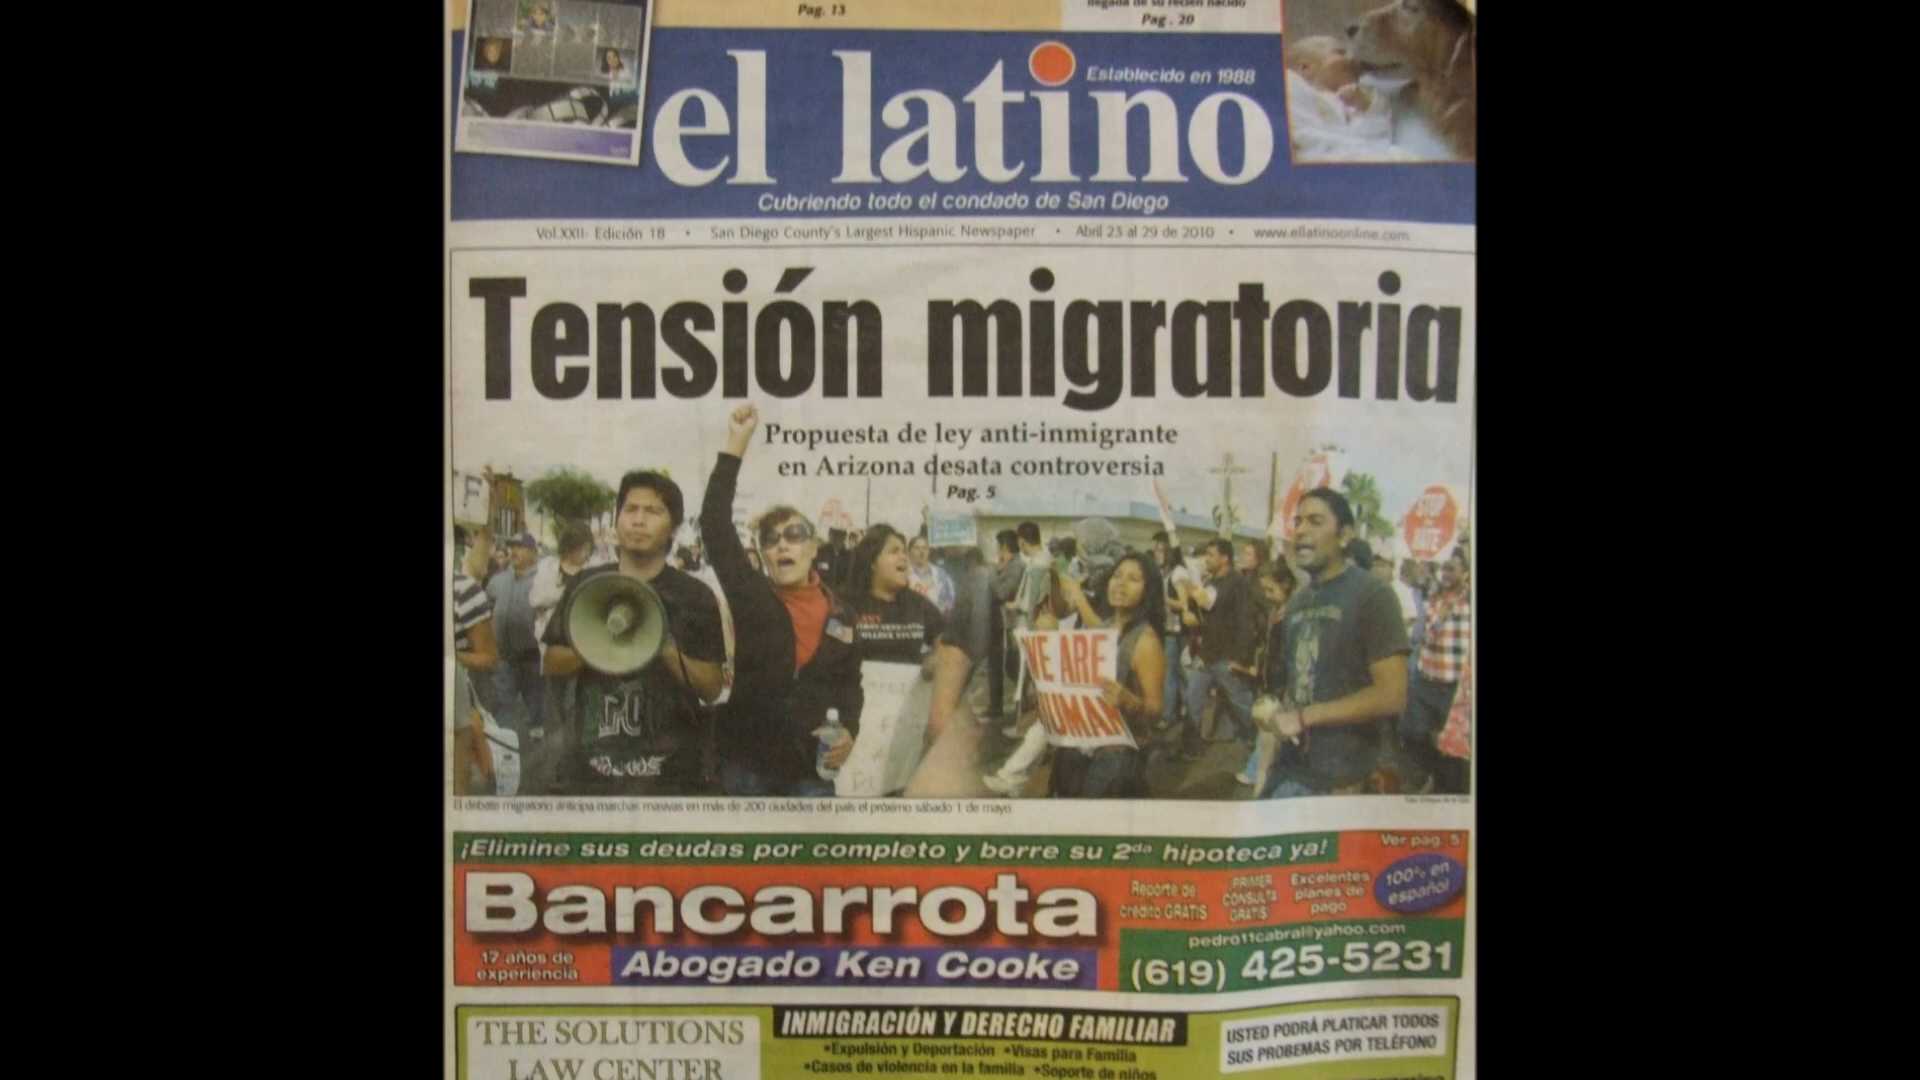 Pag. 13
llegada de su recién nacido
Pag. 20
el latino
Establecido en 1988
Cubriendo todo el condado de San Diego
Vol.XXII- Edición 18 • San Diego County's Largest Hispanic Newspaper • Abril 23 al 29 de 2010 • www.ellatinoonline.com
Tensión migratoria
Propuesta de ley anti-inmigrante
en Arizona desata controversia
Pag. 5
F
STOP
HATE
WE ARE
HUMAN
COLLEGE STUDENT
El debate migratorio anticipa marchas masivas en más de 200 ciudades del país el próximo sábado 1 de mayo
¡Elimine sus deudas por completo y borre su 2da hipoteca ya!
Ver pag. 5
Bancarrota
Reporte de
crédito GRATIS
PRIMER
CONSULTA
GRATIS
Excelentes
planes de
pago
100% en
español
17 años de
experiencia
Abogado Ken Cooke
pedro11cabral@yahoo.com
(619) 425-5231
THE SOLUTIONS
LAW CENTER
INMIGRACIÓN Y DERECHO FAMILIAR
•Expulsión y Deportación •Visas para Familia
•Casos de violencia en la familia •Soporte de niños
USTED PODRÁ PLATICAR TODOS
SUS PROBEMAS POR TELÉFONO